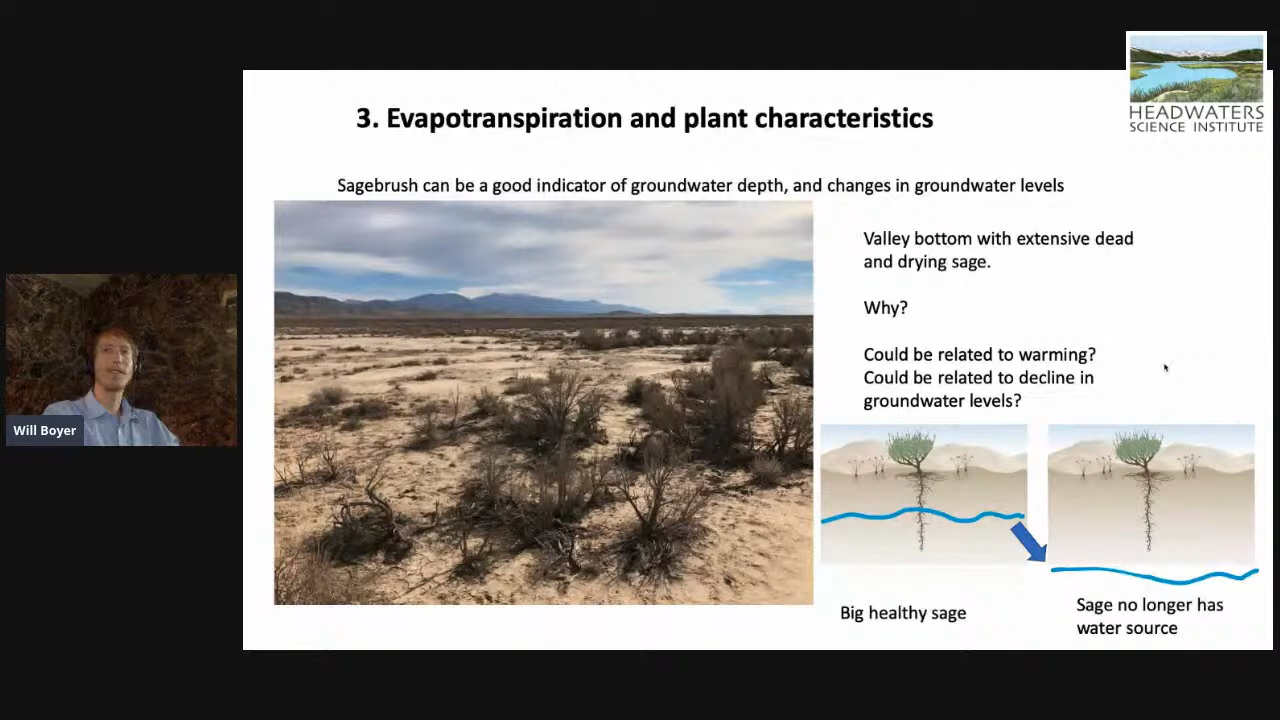 3. Evapotranspiration and plant characteristics
HEADWATERS
SCIENCE INSTITUTE
Sagebrush can be a good indicator of groundwater depth, and changes in groundwater levels
Valley bottom with extensive dead
and drying sage.
Why?
Could be related to warming?
Could be related to decline in
groundwater levels?
Will Boyer
Big healthy sage
Sage no longer has
water source